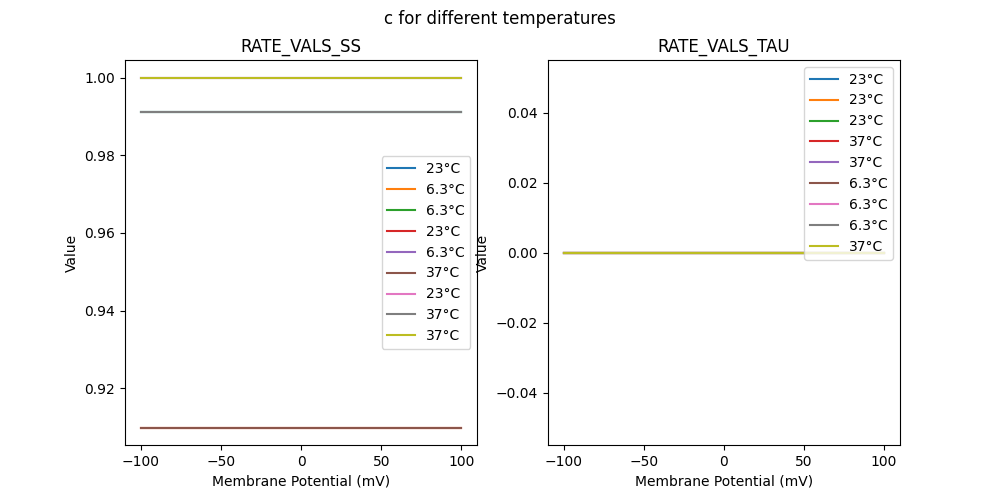 c for different temperatures
RATE_VALS_SS
1.00
0.98
0.96
0.94
0.92
Value
−100
−50
0
50
100
Membrane Potential (mV)
23°C
6.3°C
6.3°C
23°C
6.3°C
37°C
23°C
37°C
37°C
RATE_VALS_TAU
0.04
0.02
0.00
−0.02
−0.04
Value
−100
−50
0
50
100
Membrane Potential (mV)
23°C
23°C
23°C
37°C
37°C
6.3°C
6.3°C
6.3°C
37°C